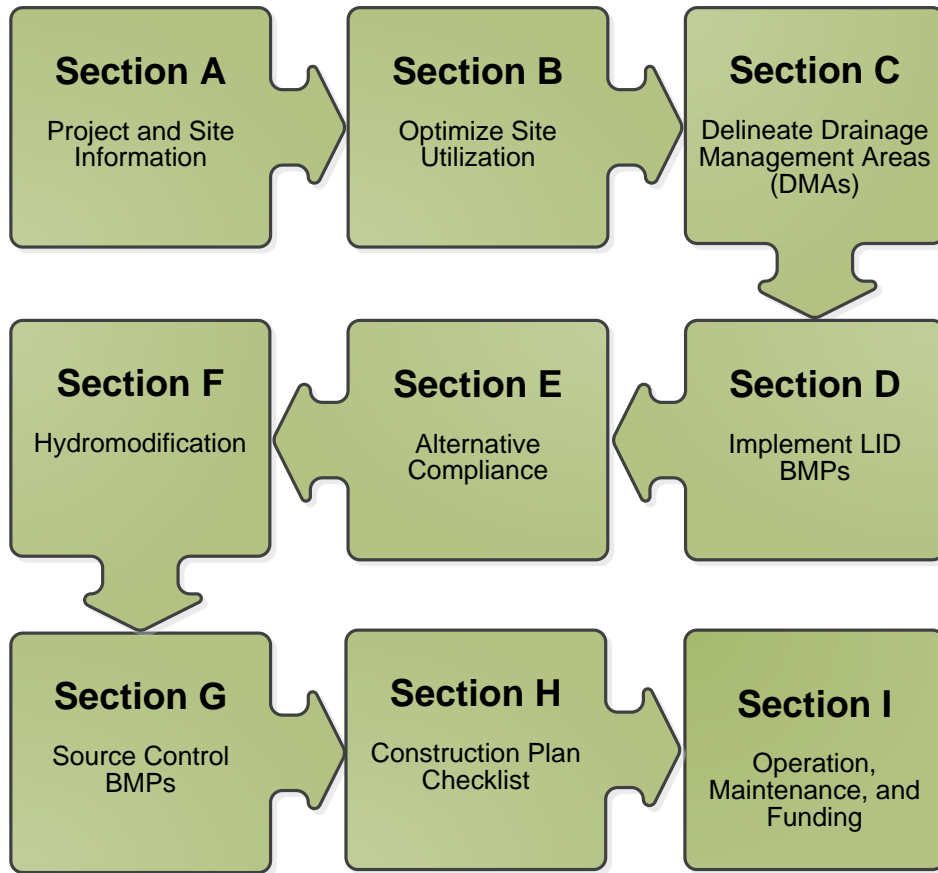 Section A
Project and Site
Information
Section B
Optimize Site
Utilization
Section C
Delineate Drainage
Management Areas
(DMAs)
Section D
Implement LID
BMPs
Section E
Alternative
Compliance
Section F
Hydromodification
Section G
Source Control
BMPs
Section H
Construction Plan
Checklist
Section I
Operation,
Maintenance, and
Funding